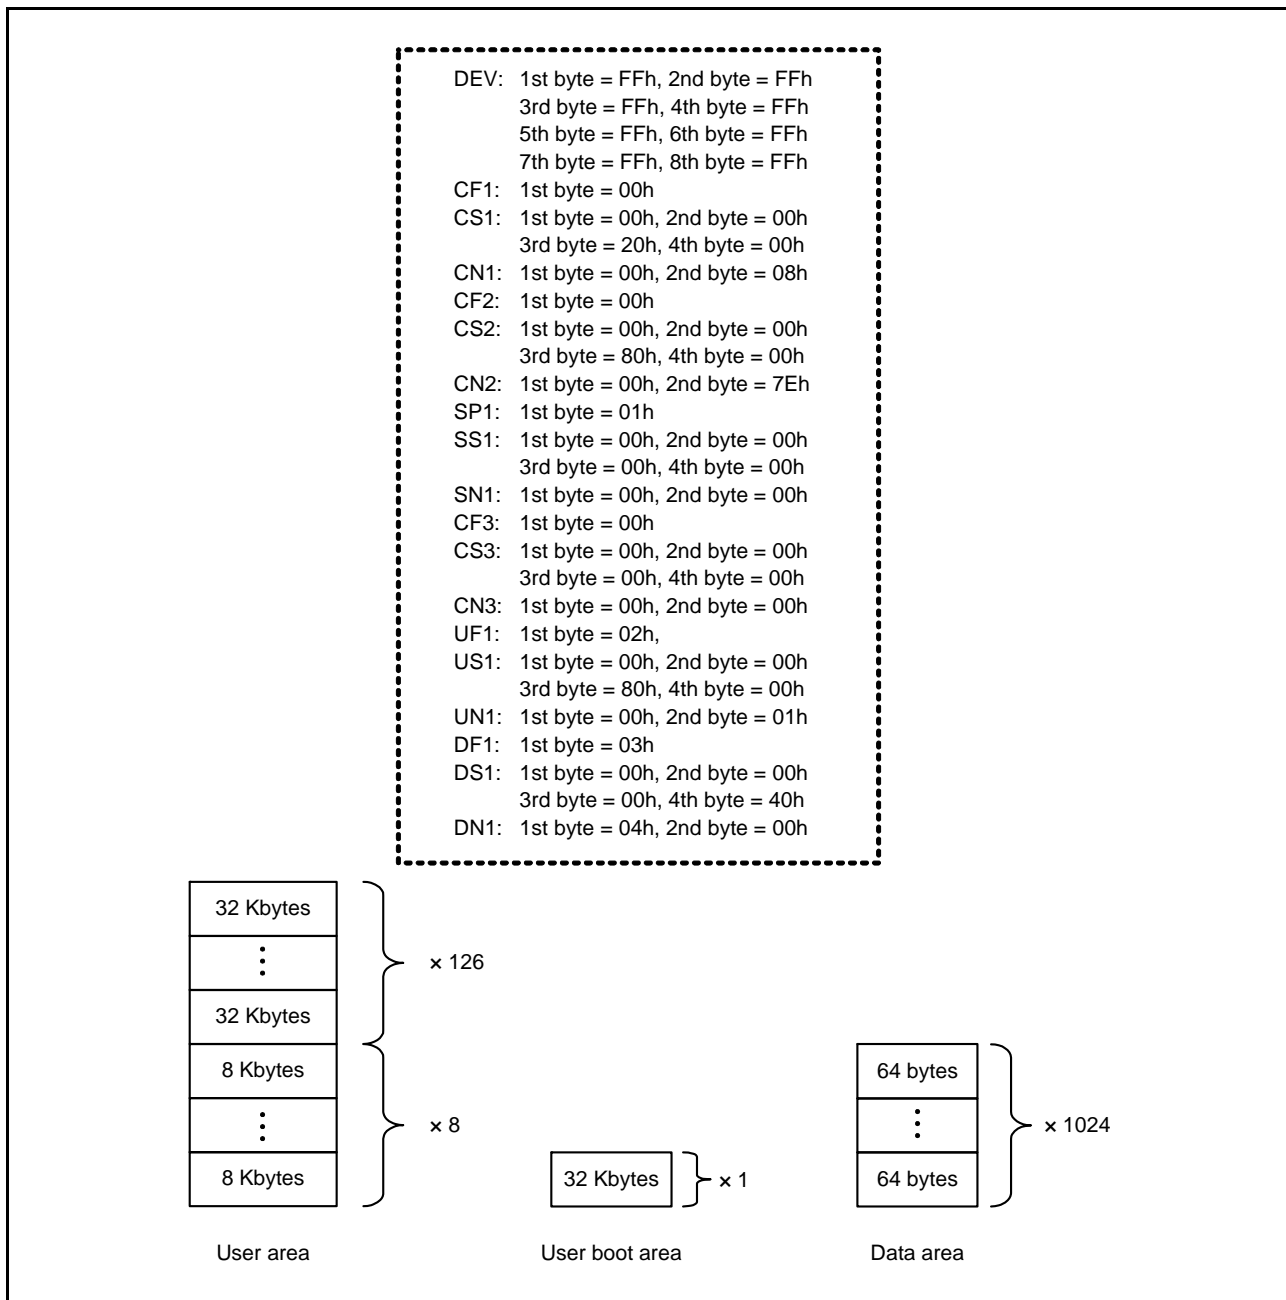 DEV: 1st byte = FFh, 2nd byte = FFh
3rd byte = FFh, 4th byte = FFh
5th byte = FFh, 6th byte = FFh
7th byte = FFh, 8th byte = FFh
CF1: 1st byte = 00h
CS1: 1st byte = 00h, 2nd byte = 00h
3rd byte = 20h, 4th byte = 00h
CN1: 1st byte = 00h, 2nd byte = 08h
CF2: 1st byte = 00h
CS2: 1st byte = 00h, 2nd byte = 00h
3rd byte = 80h, 4th byte = 00h
CN2: 1st byte = 00h, 2nd byte = 7Eh
SP1: 1st byte = 01h
SS1: 1st byte = 00h, 2nd byte = 00h
3rd byte = 00h, 4th byte = 00h
SN1: 1st byte = 00h, 2nd byte = 00h
CF3: 1st byte = 00h
CS3: 1st byte = 00h, 2nd byte = 00h
3rd byte = 00h, 4th byte = 00h
CN3: 1st byte = 00h, 2nd byte = 00h
UF1: 1st byte = 02h,
US1: 1st byte = 00h, 2nd byte = 00h
3rd byte = 80h, 4th byte = 00h
UN1: 1st byte = 00h, 2nd byte = 01h
DF1: 1st byte = 03h
DS1: 1st byte = 00h, 2nd byte = 00h
3rd byte = 00h, 4th byte = 40h
DN1: 1st byte = 04h, 2nd byte = 00h
32 Kbytes
× 126
32 Kbytes
8 Kbytes
× 8
8 Kbytes
User area
32 Kbytes
× 1
User boot area
64 bytes
× 1024
64 bytes
Data area